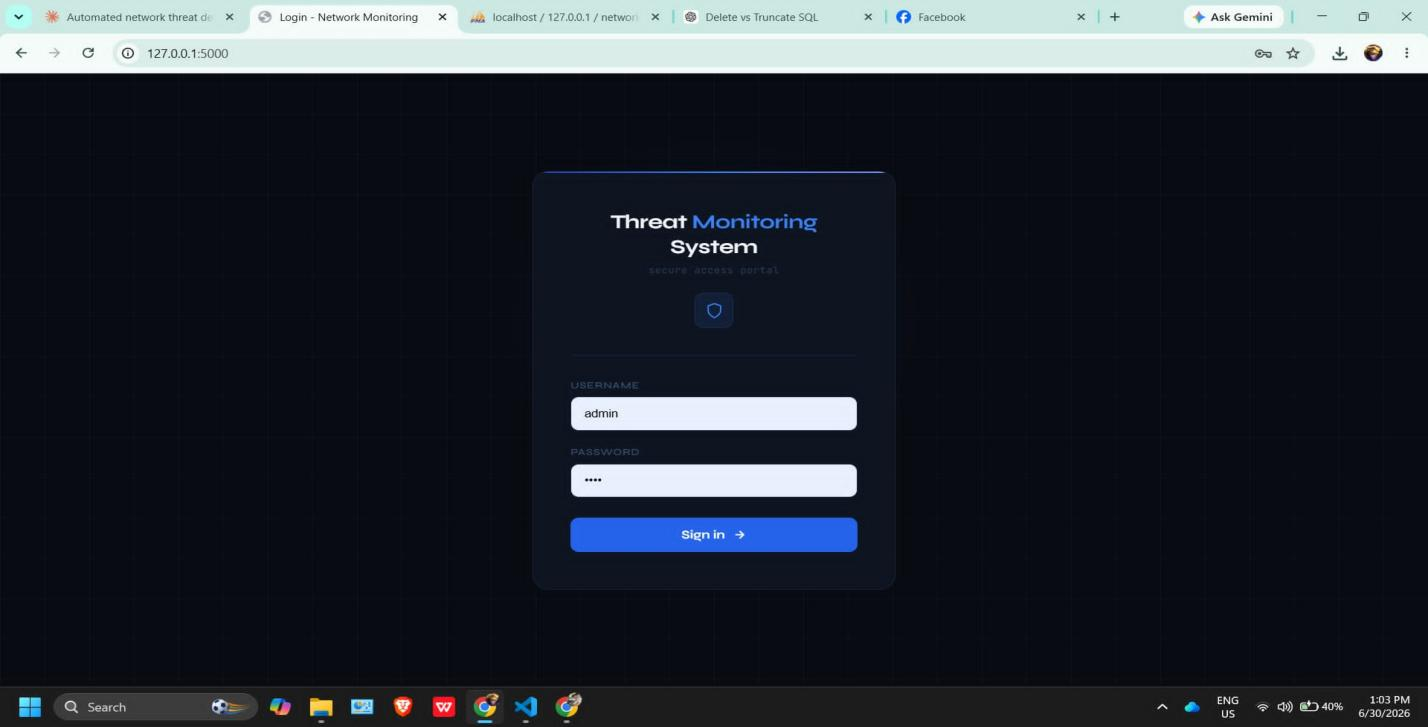 Automated network threat de
Login - Network Monitoring
localhost / 127.0.0.1 / networ
Delete vs Truncate SQL
Facebook
Ask Gemini
127.0.0.1:5000
Threat Monitoring
System
secure access portal
USERNAME
admin
PASSWORD
••••
Sign in →
Search
ENG
US
40%
1:03 PM
6/30/2026